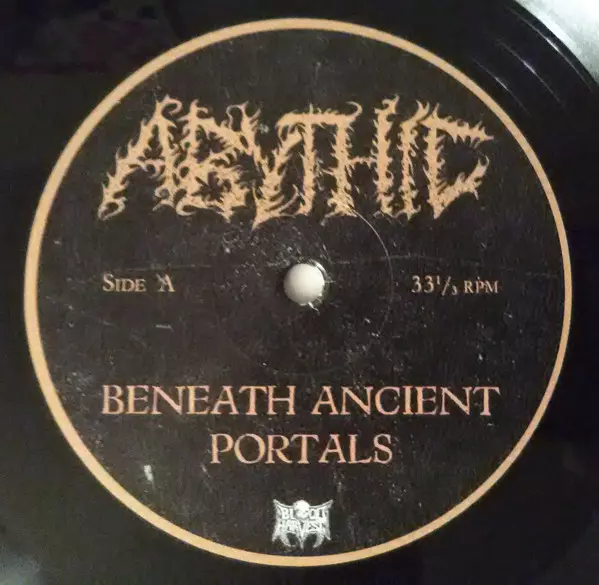 ABYTHIC
SIDE A
33 1/3 RPM
BENEATH ANCIENT
PORTALS
BLOOD
HARVEST